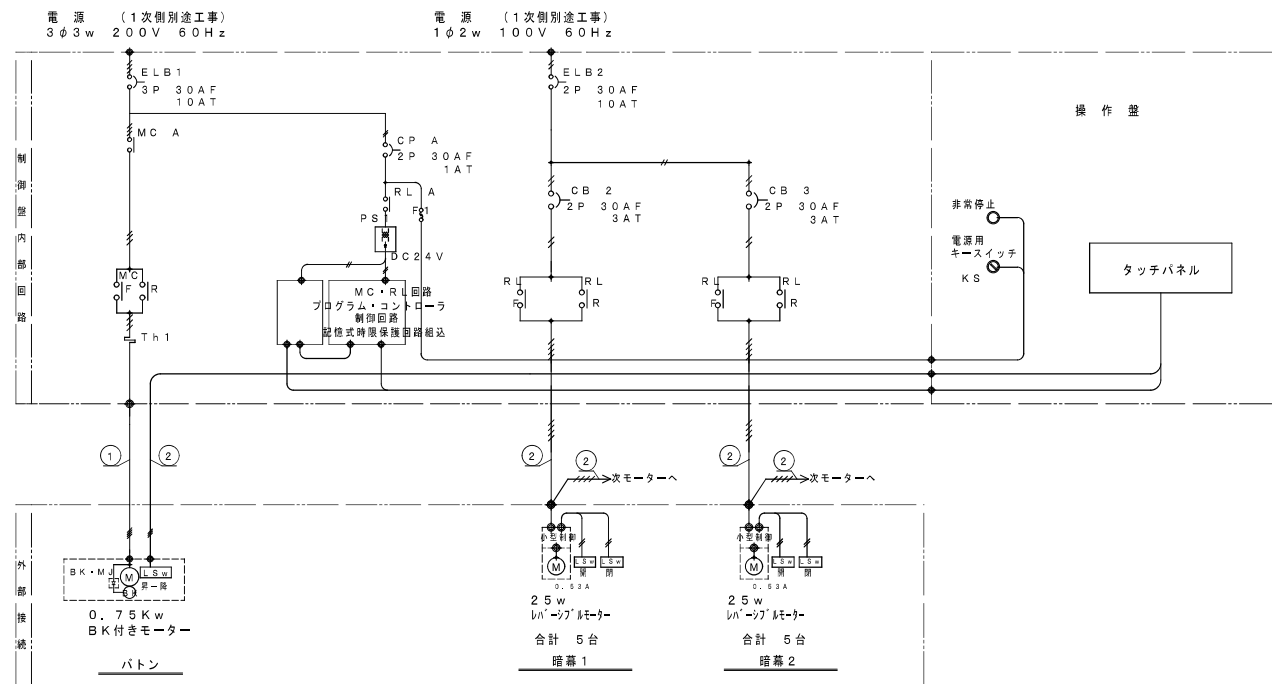 電 源 (1次側別途工事)
3φ3w 200V 60Hz
電 源 (1次側別途工事)
1φ2w 100V 60Hz
制御盤内部回路
ELB1
3P 30AF
10AT
MC A
CP A
2P 30AF
1AT
RL A
F1
PS1
DC24V
MC
F
R
Th1
MC・RL回路
プログラム・コントローラ
制御回路
記憶式時限保護回路組込
ELB2
2P 30AF
10AT
CB 2
2P 30AF
3AT
CB 3
2P 30AF
3AT
RL
RL
F
R
RL
RL
F
R
操 作 盤
非常停止
電源用
キースイッチ
KS
タッチパネル
1
2
2
2
次モーターへ
2
2
次モーターへ
外部接続
BK・MJ
M
LSw
昇ー降
BK
0.75Kw
BK付きモーター
バトン
小型制御
M
LSw
LSw
開
閉
0.53A
25w
レバーシブルモーター
合計 5台
暗幕1
小型制御
M
LSw
LSw
開
閉
0.53A
25w
レバーシブルモーター
合計 5台
暗幕2